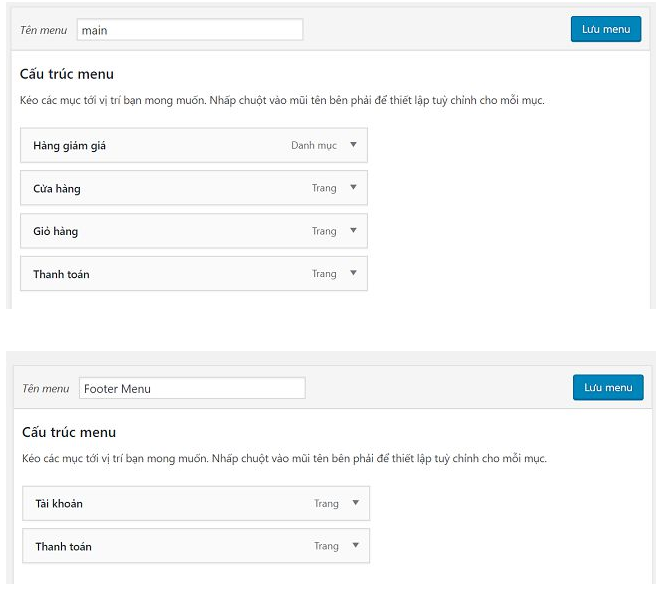 Tên menu main Lưu menu
Cấu trúc menu
Kéo các mục tới vị trí bạn mong muốn. Nhấp chuột vào mũi tên bên phải để thiết lập tuỳ chỉnh cho mỗi mục.
Hàng giảm giá Danh mục
Cửa hàng Trang
Giỏ hàng Trang
Thanh toán Trang
Tên menu Footer Menu Lưu menu
Cấu trúc menu
Kéo các mục tới vị trí bạn mong muốn. Nhấp chuột vào mũi tên bên phải để thiết lập tuỳ chỉnh cho mỗi mục.
Tài khoản Trang
Thanh toán Trang